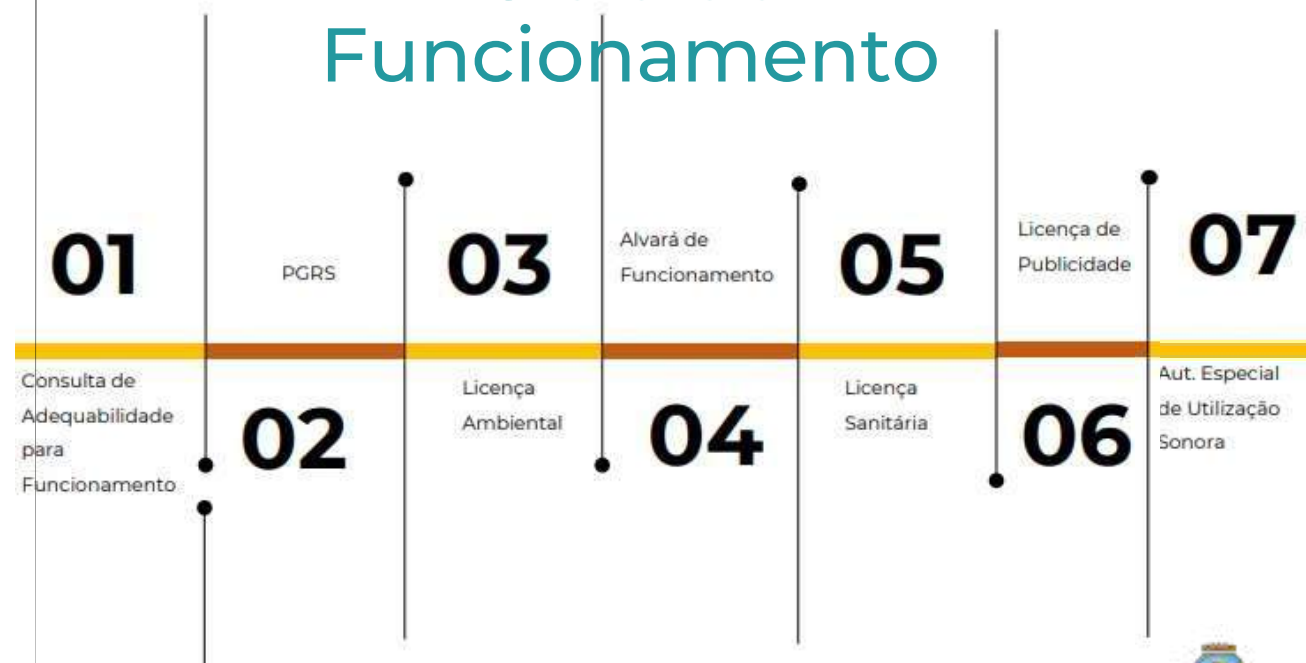 Funcionamento
01
Consulta de
Adequabilidade
para
Funcionamento
PGRS
02
03
Licença
Ambiental
Alvará de
Funcionamento
04
05
Licença
Sanitária
Licença de
Publicidade
06
07
Aut. Especial
de Utilização
Sonora